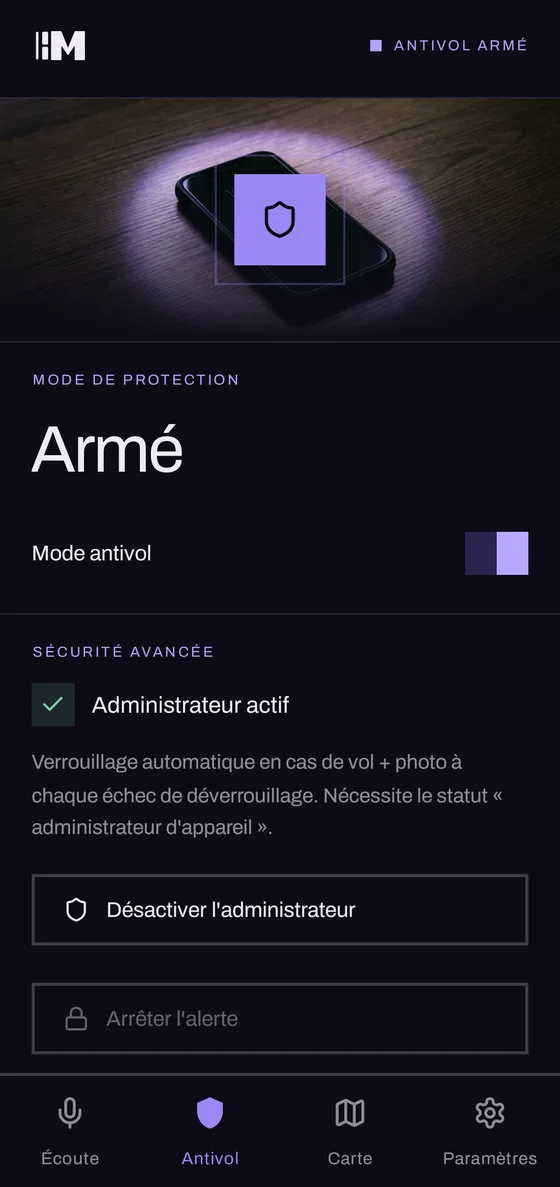 M
ANTIVOL ARMÉ
MODE DE PROTECTION
Armé
Mode antivol
SÉCURITÉ AVANCÉE
Administrateur actif
Verrouillage automatique en cas de vol + photo à
chaque échec de déverrouillage. Nécessite le statut «
administrateur d'appareil ».
Désactiver l'administrateur
Arrêter l'alerte
Écoute
Antivol
Carte
Paramètres